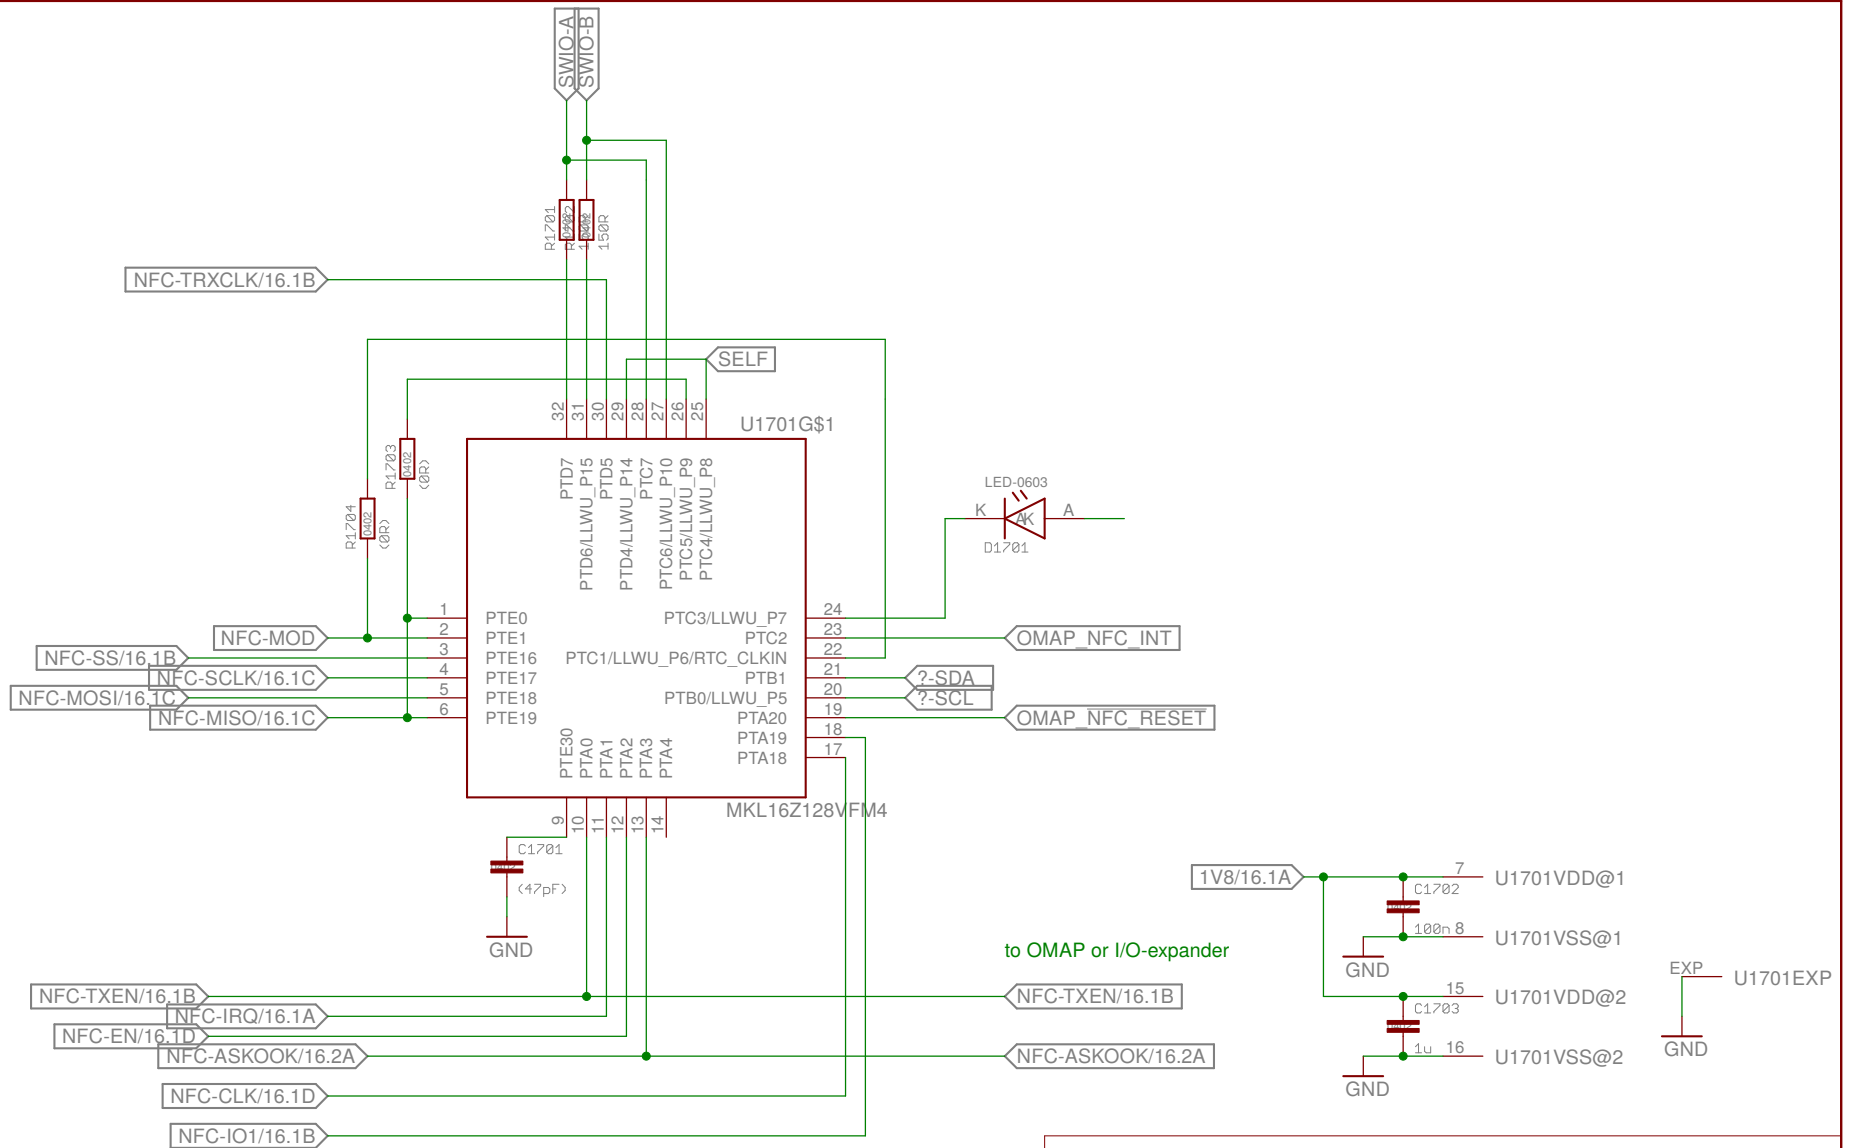 SWIO-A
SWIO-B
R1701
0402
150R
NFC-TRXCLK/16.1B
SELF
32
31
30
29
28
27
26
25
U1701G$1
R1703
0402
(0R)
R1704
0402
(0R)
PTD7
PTD6/LLWU_P15
PTD5
PTD4/LLWU_P14
PTC7
PTC6/LLWU_P10
PTC5/LLWU_P9
PTC4/LLWU_P8
LED-0603
K
AK
A
D1701
1 PTE0
2 PTE1
3 PTE16
4 PTE17
5 PTE18
6 PTE19
NFC-MOD
NFC-SS/16.1B
NFC-SCLK/16.1C
NFC-MOSI/16.1C
NFC-MISO/16.1C
PTC3/LLWU_P7 24
PTC2 23
PTC1/LLWU_P6/RTC_CLKIN 22
PTB1 21
PTB0/LLWU_P5 20
PTA20 19
PTA19 18
PTA18 17
OMAP_NFC_INT
?-SDA
?-SCL
OMAP_NFC_RESET
PTE30
PTA0
PTA1
PTA2
PTA3
PTA4
MKL16Z128VFM4
9
10
11
12
13
14
C1701
(47pF)
GND
1V8/16.1A
7 U1701VDD@1
C1702
100n
8 U1701VSS@1
GND
to OMAP or I/O-expander
EXP
U1701EXP
GND
15 U1701VDD@2
C1703
1u
16 U1701VSS@2
GND
NFC-TXEN/16.1B
NFC-TXEN/16.1B
NFC-IRQ/16.1A
NFC-EN/16.1D
NFC-ASKOOK/16.2A
NFC-ASKOOK/16.2A
NFC-CLK/16.1D
NFC-IO1/16.1B